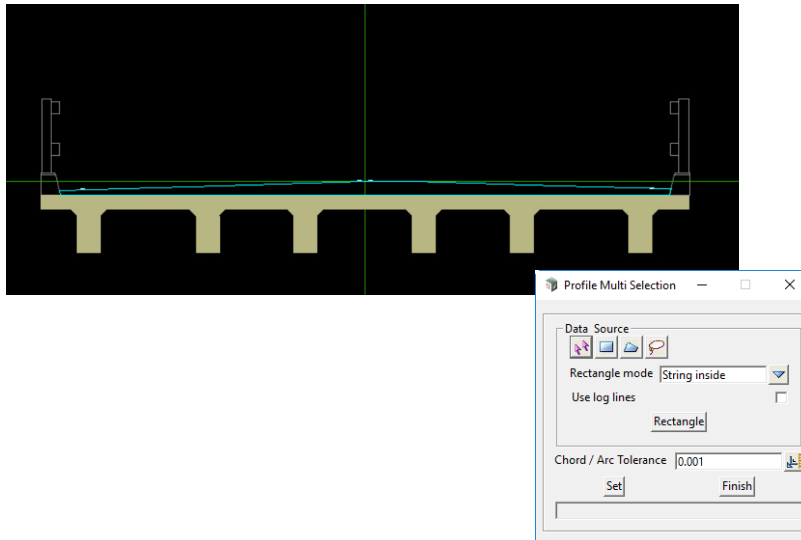 Profile Multi Selection
Data Source
Rectangle mode String inside
Use log lines
Rectangle
Chord / Arc Tolerance 0.001
Set Finish